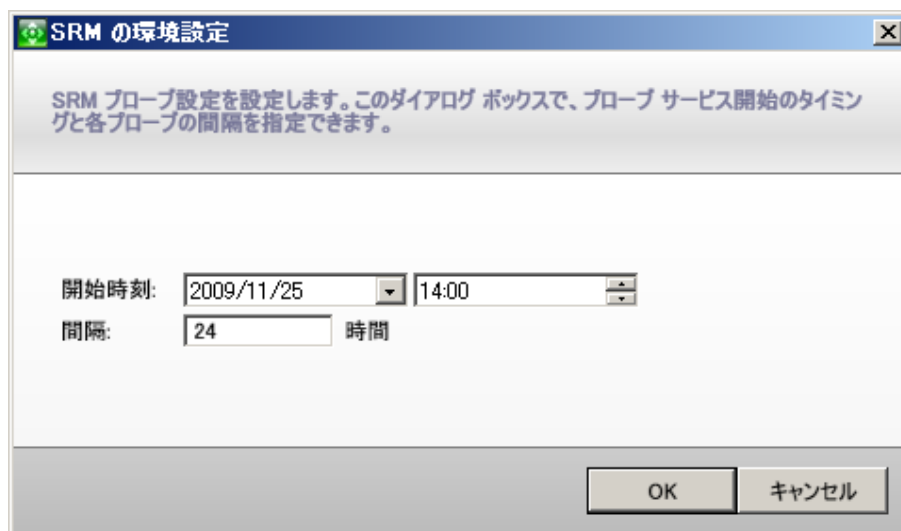 SRM の環境設定
SRM プローブ設定を設定します。このダイアログ ボックスで、プローブ サービス開始のタイミン
グと各プローブの間隔を指定できます。
開始時刻: 2009/11/25 14:00
間隔: 24 時間
OK キャンセル